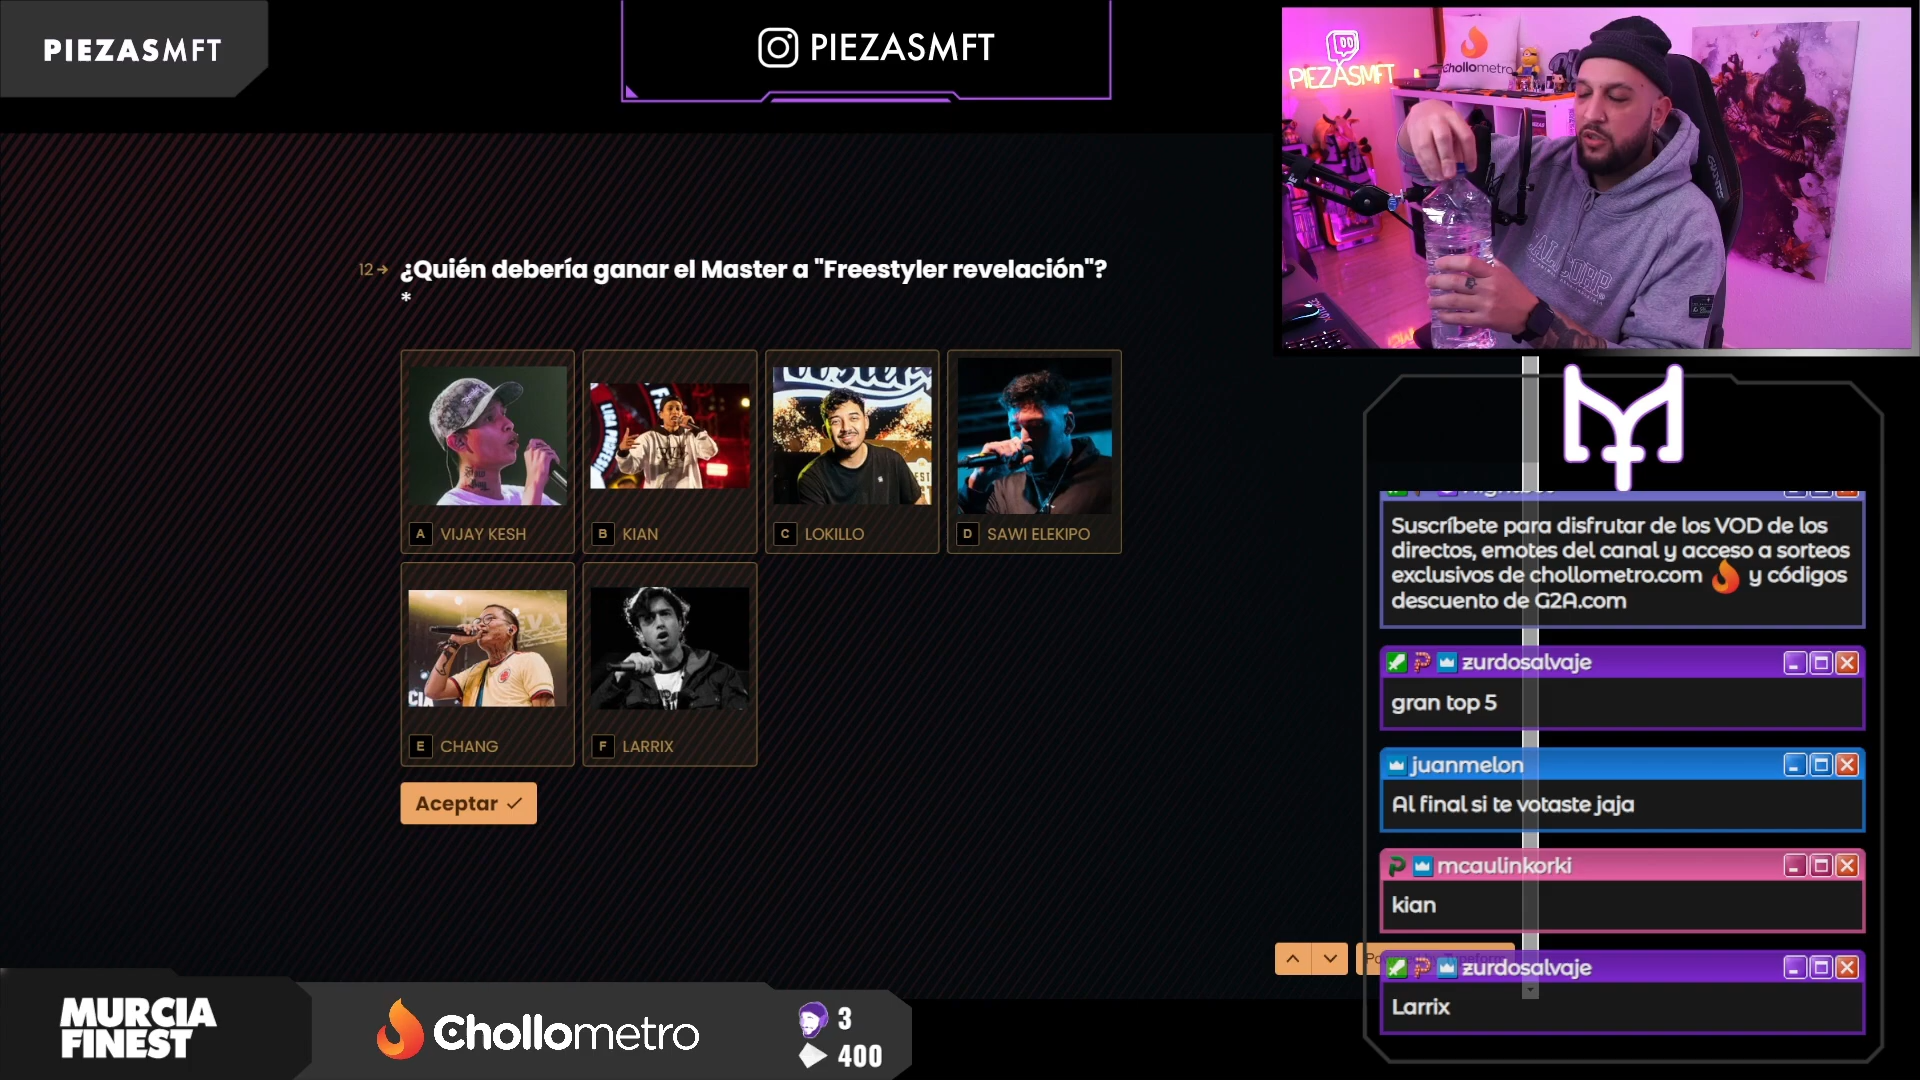 PIEZASMFT
PIEZASMFT
PIEZASMFT
Chollometro
12
¿Quién debería ganar el Master a "Freestyler revelación"?
*
A VIJAY KESH
B KIAN
C LOKILLO
D SAWI ELEKIPO
E CHANG
F LARRIX
Aceptar
Suscríbete para disfrutar de los VOD de los
directos, emotes del canal y acceso a sorteos
exclusivos de chollometro.com y códigos
descuento de G2A.com
zurdosalvaje
gran top 5
juanmelon
Al final si te votaste jaja
mcaulinkorki
kian
zurdosalvaje
Larrix
MURCIA
FINEST
Chollometro
3
400